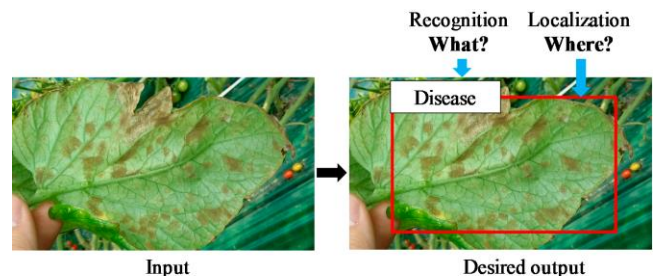 Recognition
What?
Localization
Where?
Disease
Input
Desired output